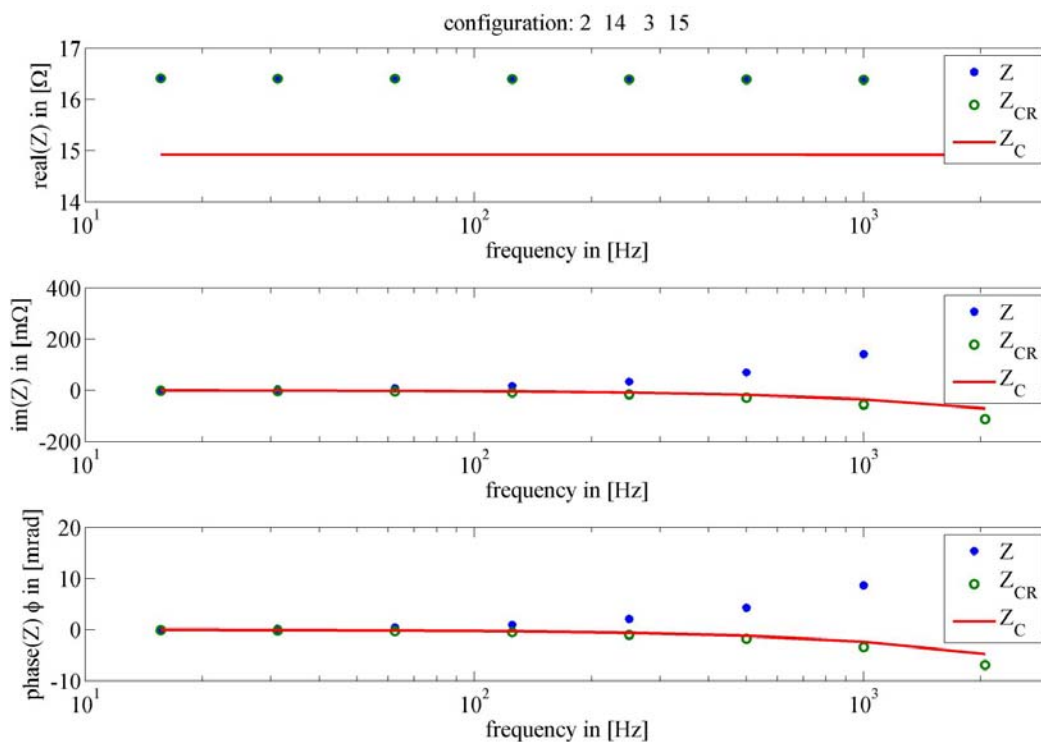 configuration: 2 14 3 15
17
16
15
14
real(Z) in [Ω]
10^1
10^2
10^3
frequency in [Hz]
Z
Z_CR
Z_C
400
200
0
-200
im(Z) in [mΩ]
10^1
10^2
10^3
frequency in [Hz]
Z
Z_CR
Z_C
20
10
0
-10
phase(Z) ϕ in [mrad]
10^1
10^2
10^3
frequency in [Hz]
Z
Z_CR
Z_C